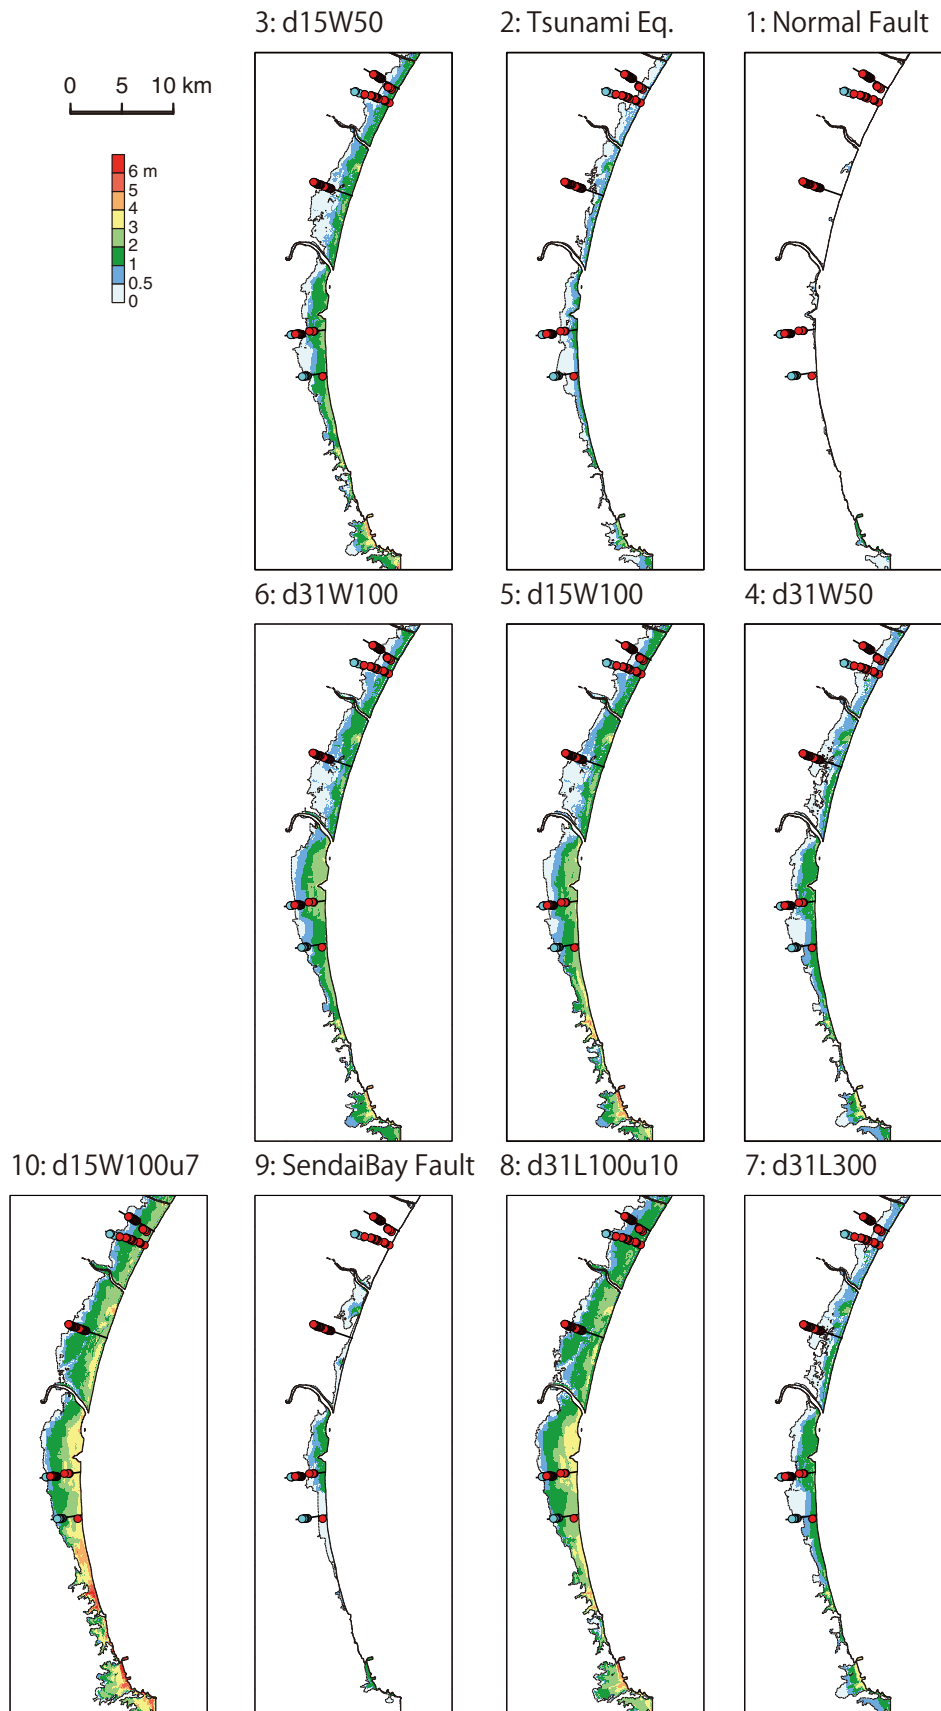 3: d15W50
2: Tsunami Eq.
1: Normal Fault
0 5 10 km
6 m
5
4
3
2
1
0.5
0
6: d31W100
5: d15W100
4: d31W50
10: d15W100u7
9: SendaiBay Fault
8: d31L100u10
7: d31L300